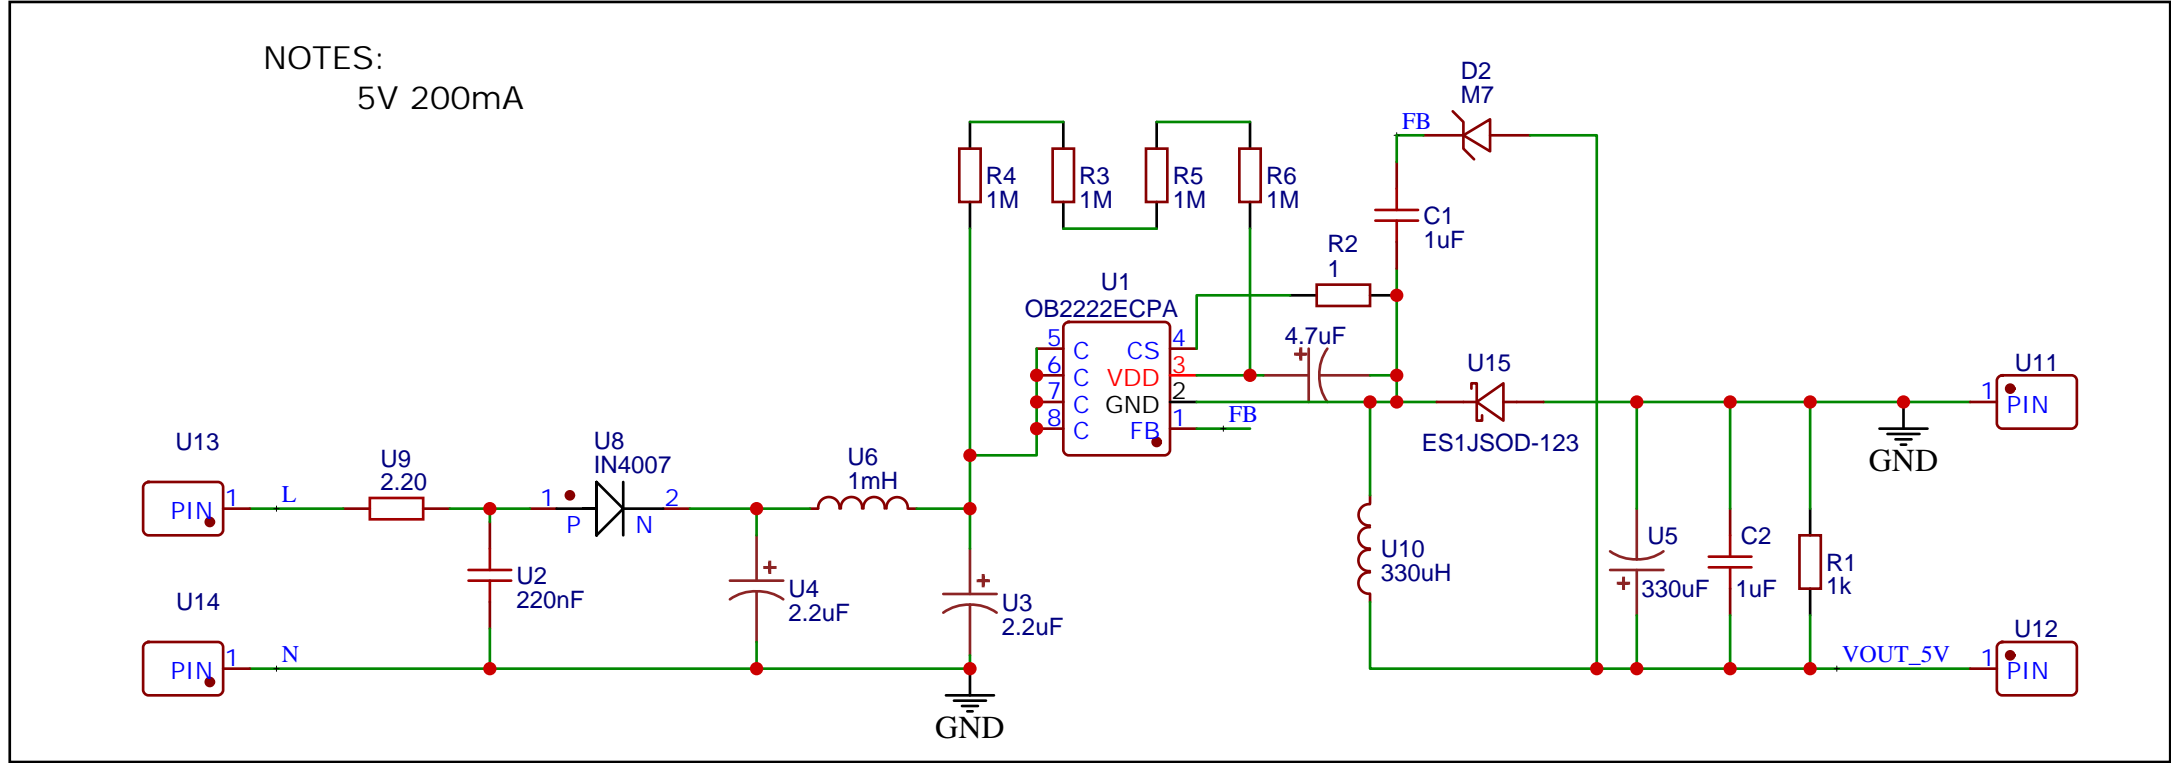 NOTES:
5V 200mA
D2
M7
FB
R4
1M
R3
1M
R5
1M
R6
1M
C1
1uF
R2
1
U1
OB2222ECPA
5
C
6
C
7
C
8
C
CS
4
VDD
3
GND
2
FB
1
FB
4.7uF
+
U15
ES1JSOD-123
U11
1
PIN
GND
U13
PIN
1
L
U9
2.20
U8
IN4007
1
2
P
N
U6
1mH
U2
220nF
+
U4
2.2uF
+
U3
2.2uF
U10
330uH
U5
+
330uF
C2
1uF
R1
1k
U14
PIN
1
N
GND
VOUT_5V
U12
1
PIN